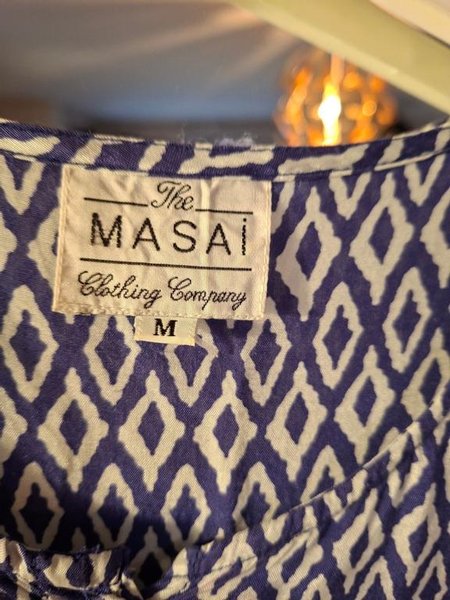 The
MASAi
Clothing Company
M